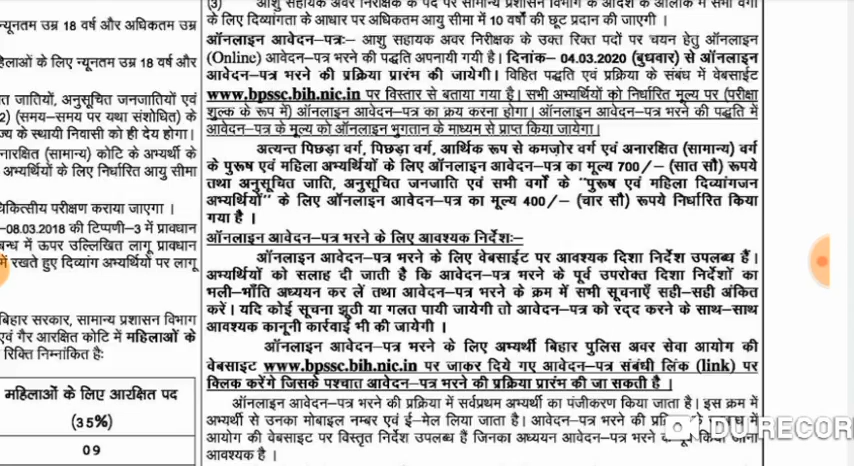 न्यूनतम उम्र 18 वर्ष और अधिकतम उम्र
हिलाओं के लिए न्यूनतम उम्र 18 वर्ष और
त जातियों, अनुसूचित जनजातियों एवं
2) (समय–समय पर यथा संशोधित) के
ज्य के स्थायी निवासी को ही देय होगा।
नारक्षित (सामान्य) कोटि के अभ्यर्थी के
अभ्यर्थियों के लिए निर्धारित आयु सीमा
चिकित्सीय परीक्षण कराया जाएगा ।
–08.03.2018 की टिप्पणी–3 में प्रावधान
बन्ध में ऊपर उल्लिखित लागू प्रावधान
में रखते हुए दिव्यांग अभ्यर्थियों पर लागू
बिहार सरकार, सामान्य प्रशासन विभाग
एवं गैर आरक्षित कोटि में महिलाओं के
रिक्ति निम्नांकित हैः
महिलाओं के लिए आरक्षित पद
(35%)
09
(3) आशु सहायक अवर निरीक्षक के पद पर सामान्य प्रशासन विभाग के आदेश के आलोक में सभी वर्गों
के लिए दिव्यांगता के आधार पर अधिकतम आयु सीमा में 10 वर्षों की छूट प्रदान की जाएगी ।
ऑनलाइन आवेदन–पत्रः– आशु सहायक अवर निरीक्षक के उक्त रिक्त पदों पर चयन हेतु ऑनलाइन
(Online) आवेदन–पत्र भरने की पद्धति अपनायी गयी है। दिनांक– 04.03.2020 (बुधवार) से ऑनलाइन
आवेदन–पत्र भरने की प्रक्रिया प्रारंभ की जायेगी। विहित पद्धति एवं प्रक्रिया के संबंध में वेबसाईट
www.bpssc.bih.nic.in पर विस्तार से बताया गया है। सभी अभ्यर्थियों को निर्धारित मूल्य पर (परीक्षा
शुल्क के रूप में) ऑनलाइन आवेदन–पत्र का क्रय करना होगा। ऑनलाइन आवेदन–पत्र भरने की पद्धति में
आवेदन–पत्र के मूल्य को ऑनलाइन भुगतान के माध्यम से प्राप्त किया जायेगा।
अत्यन्त पिछड़ा वर्ग, पिछड़ा वर्ग, आर्थिक रूप से कमज़ोर वर्ग एवं अनारक्षित (सामान्य) वर्ग
के पुरूष एवं महिला अभ्यर्थियों के लिए ऑनलाइन आवेदन–पत्र का मूल्य 700/– (सात सौ) रूपये
तथा अनुसूचित जाति, अनुसूचित जनजाति एवं सभी वर्गों के "पुरूष एवं महिला दिव्यांगजन
अभ्यर्थियों" के लिए ऑनलाइन आवेदन–पत्र का मूल्य 400/– (चार सौ) रूपये निर्धारित किया
गया है ।
ऑनलाइन आवेदन–पत्र भरने के लिए आवश्यक निर्देशः–
ऑनलाइन आवेदन–पत्र भरने के लिए वेबसाईट पर आवश्यक दिशा निर्देश उपलब्ध हैं।
अभ्यर्थियों को सलाह दी जाती है कि आवेदन–पत्र भरने के पूर्व उपरोक्त दिशा निर्देशों का
भली–भाँति अध्ययन कर लें तथा आवेदन–पत्र भरने के क्रम में सभी सूचनाएँ सही–सही अंकित
करें। यदि कोई सूचना झूठी या गलत पायी जायेगी तो आवेदन–पत्र को रद्द करने के साथ–साथ
आवश्यक कानूनी कार्रवाई भी की जायेगी ।
ऑनलाइन आवेदन–पत्र भरने के लिए अभ्यर्थी बिहार पुलिस अवर सेवा आयोग की
वेबसाइट www.bpssc.bih.nic.in पर जाकर दिये गए आवेदन–पत्र संबंधी लिंक (link) पर
क्लिक करेंगे जिसके पश्चात आवेदन–पत्र भरने की प्रक्रिया प्रारंभ की जा सकती है ।
ऑनलाइन आवेदन–पत्र भरने की प्रक्रिया में सर्वप्रथम अभ्यर्थी का पंजीकरण किया जाता है। इस क्रम में
अभ्यर्थी से उनका मोबाइल नम्बर एवं ई–मेल लिया जाता है। आवेदन–पत्र भरने की में
आयोग की वेबसाइट पर विस्तृत निर्देश उपलब्ध हैं जिनका अध्ययन आवेदन–पत्र भरने जाना
आवश्यक है ।
DU RECOR